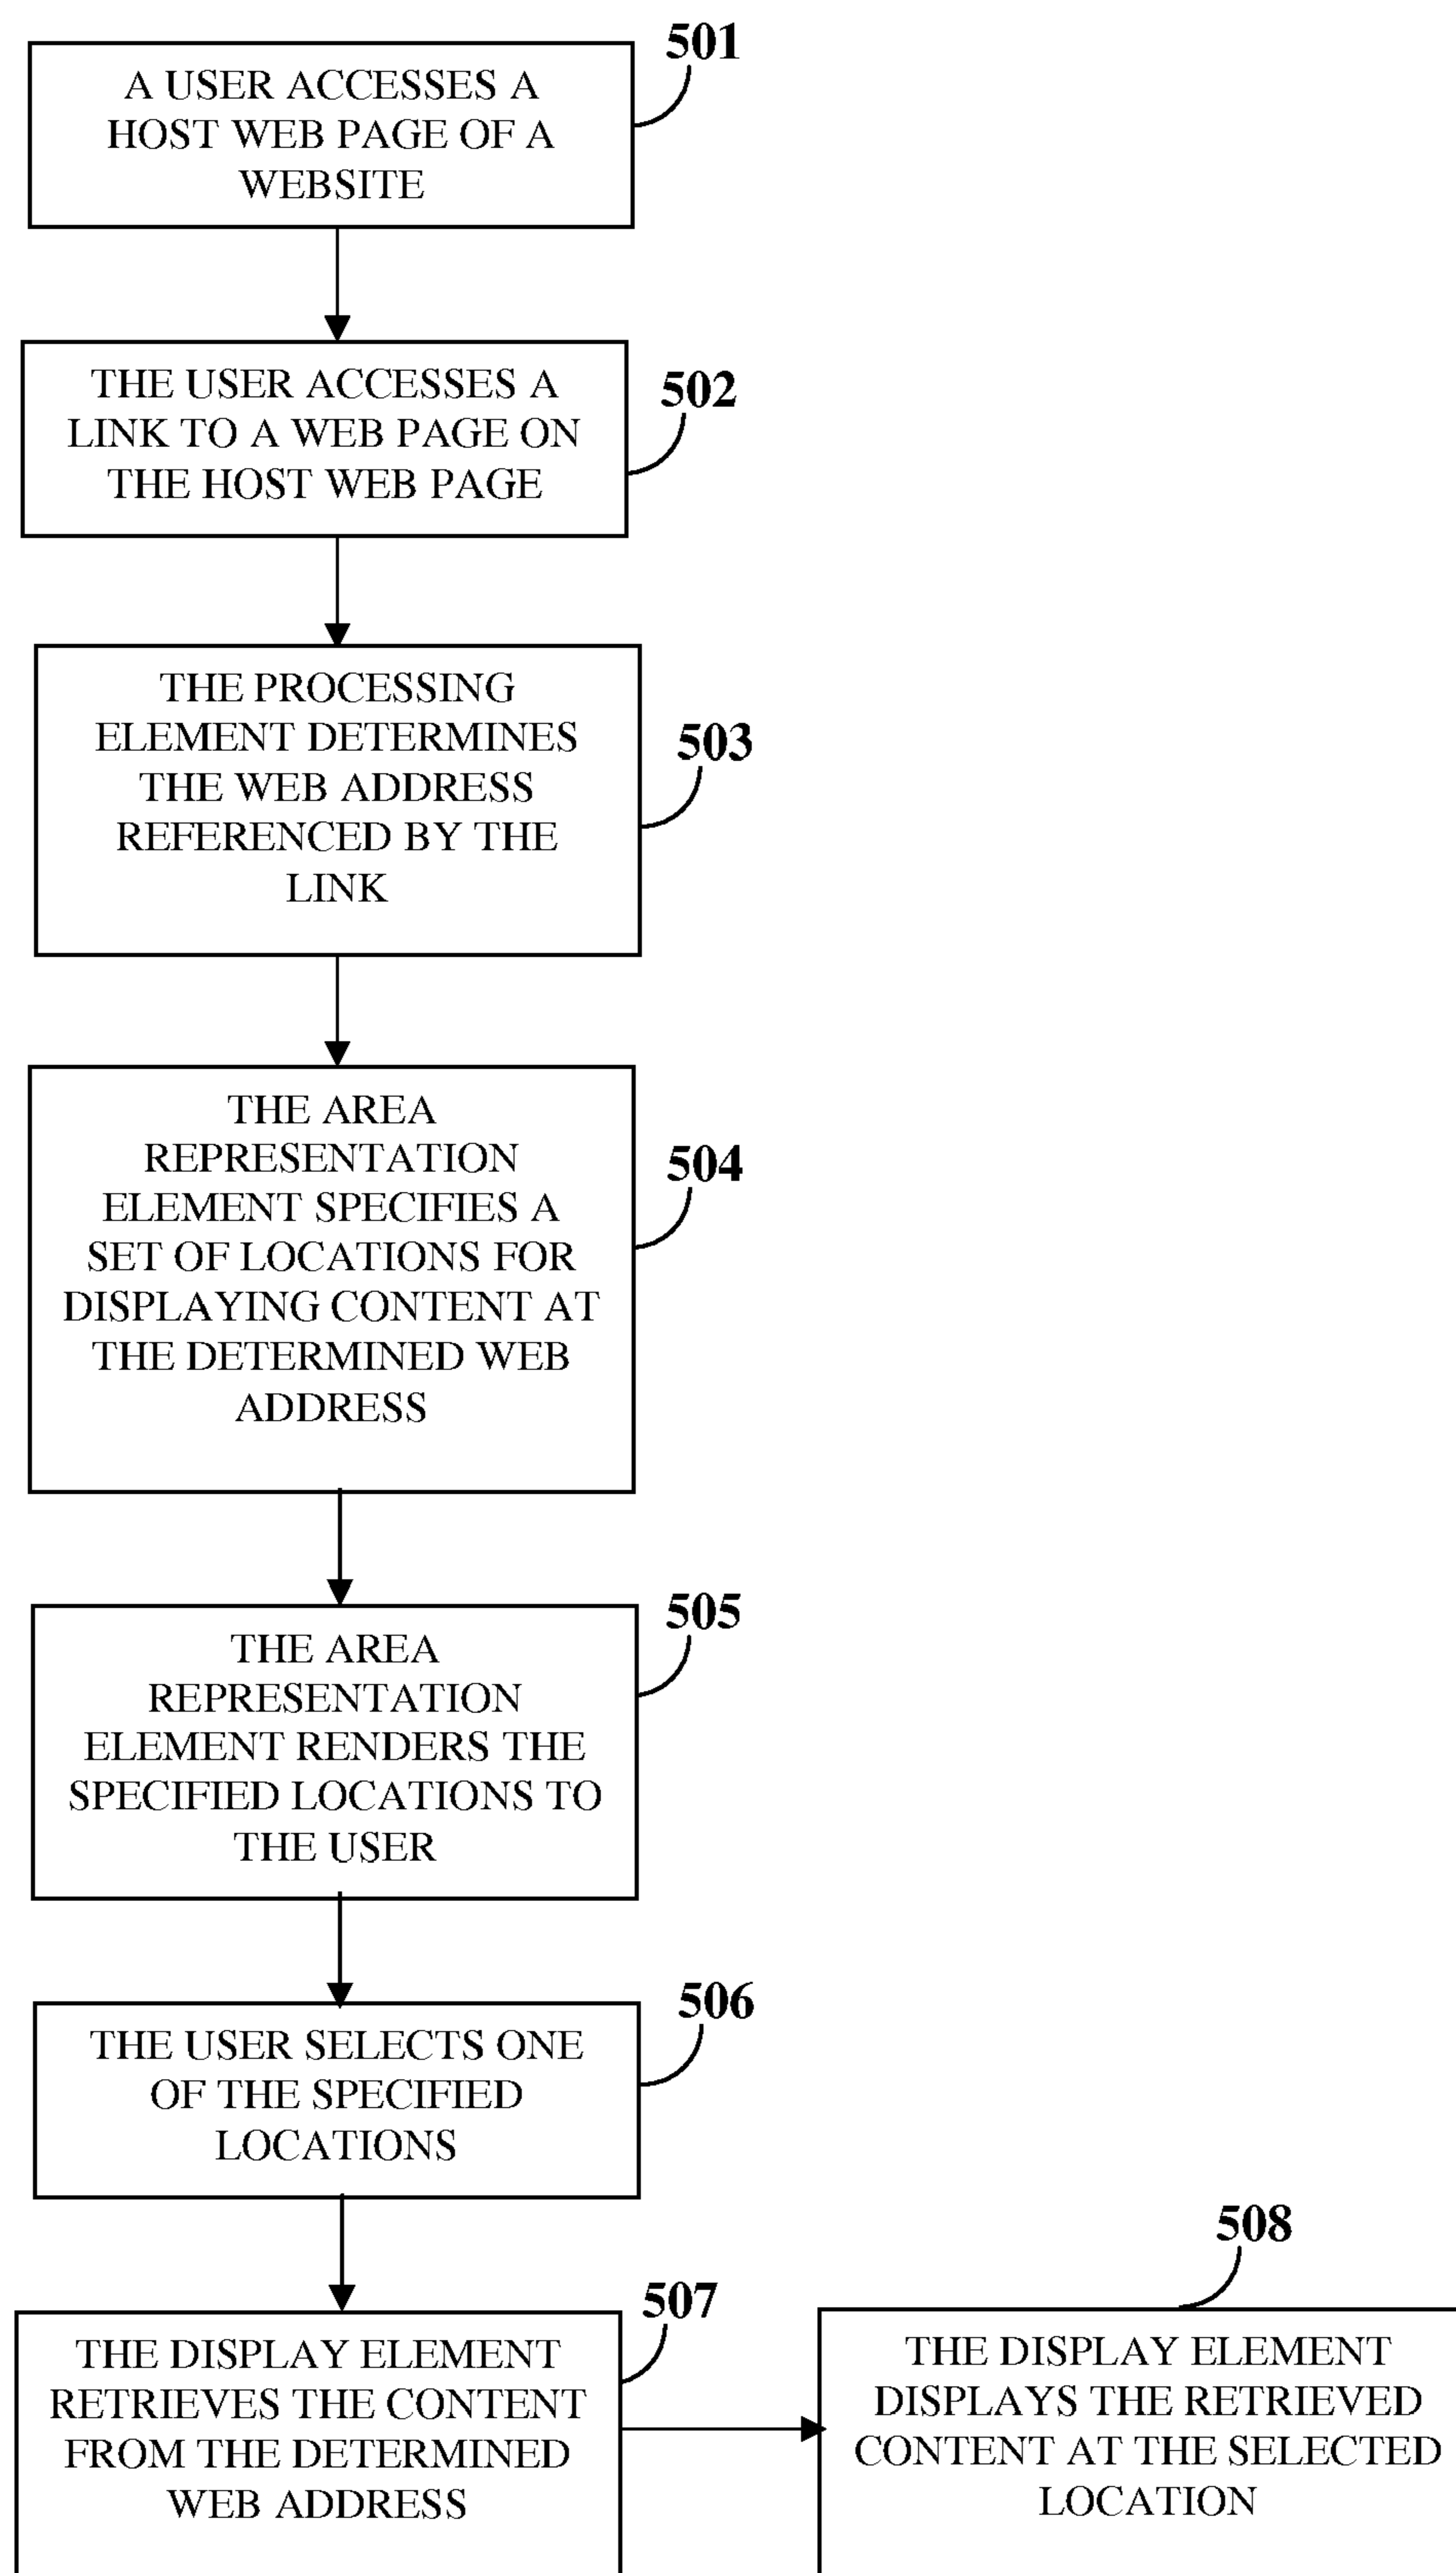 501
A USER ACCESSES A
HOST WEB PAGE OF A
WEBSITE
502
THE USER ACCESSES A
LINK TO A WEB PAGE ON
THE HOST WEB PAGE
503
THE PROCESSING
ELEMENT DETERMINES
THE WEB ADDRESS
REFERENCED BY THE
LINK
504
THE AREA
REPRESENTATION
ELEMENT SPECIFIES A
SET OF LOCATIONS FOR
DISPLAYING CONTENT AT
THE DETERMINED WEB
ADDRESS
505
THE AREA
REPRESENTATION
ELEMENT RENDERS THE
SPECIFIED LOCATIONS TO
THE USER
506
THE USER SELECTS ONE
OF THE SPECIFIED
LOCATIONS
507
THE DISPLAY ELEMENT
RETRIEVES THE CONTENT
FROM THE DETERMINED
WEB ADDRESS
508
THE DISPLAY ELEMENT
DISPLAYS THE RETRIEVED
CONTENT AT THE SELECTED
LOCATION